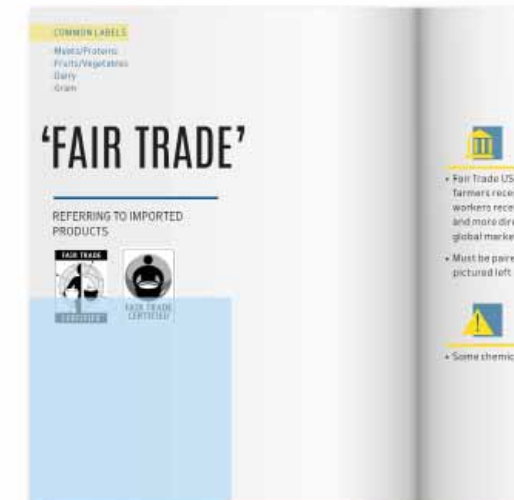 COMMON LABELS
Meats/Proteins
Fruits/Vegetables
Dairy
Grain
‘FAIR TRADE’
REFERRING TO IMPORTED
PRODUCTS
FAIR TRADE
CERTIFIED
FAIR TRADE
CERTIFIED
• Fair Trade US
farmers rece
workers rece
and more dire
global marke
• Must be paire
pictured left
• Some chemic